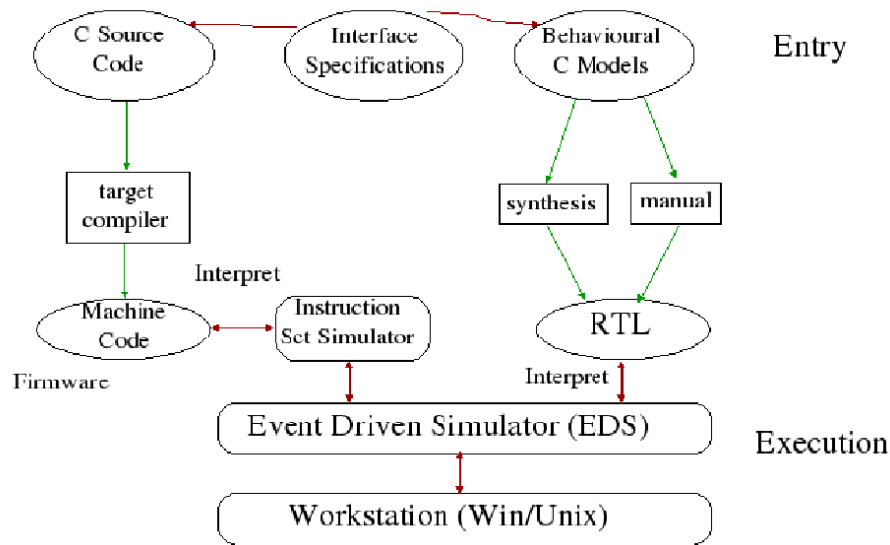 C Source
Code
Interface
Specifications
Behavioural
C Models
Entry
target
compiler
synthesis
manual
Interpret
Machine
Code
Instruction
Set Simulator
RTL
Firmware
Interpret
Event Driven Simulator (EDS)
Execution
Workstation (Win/Unix)